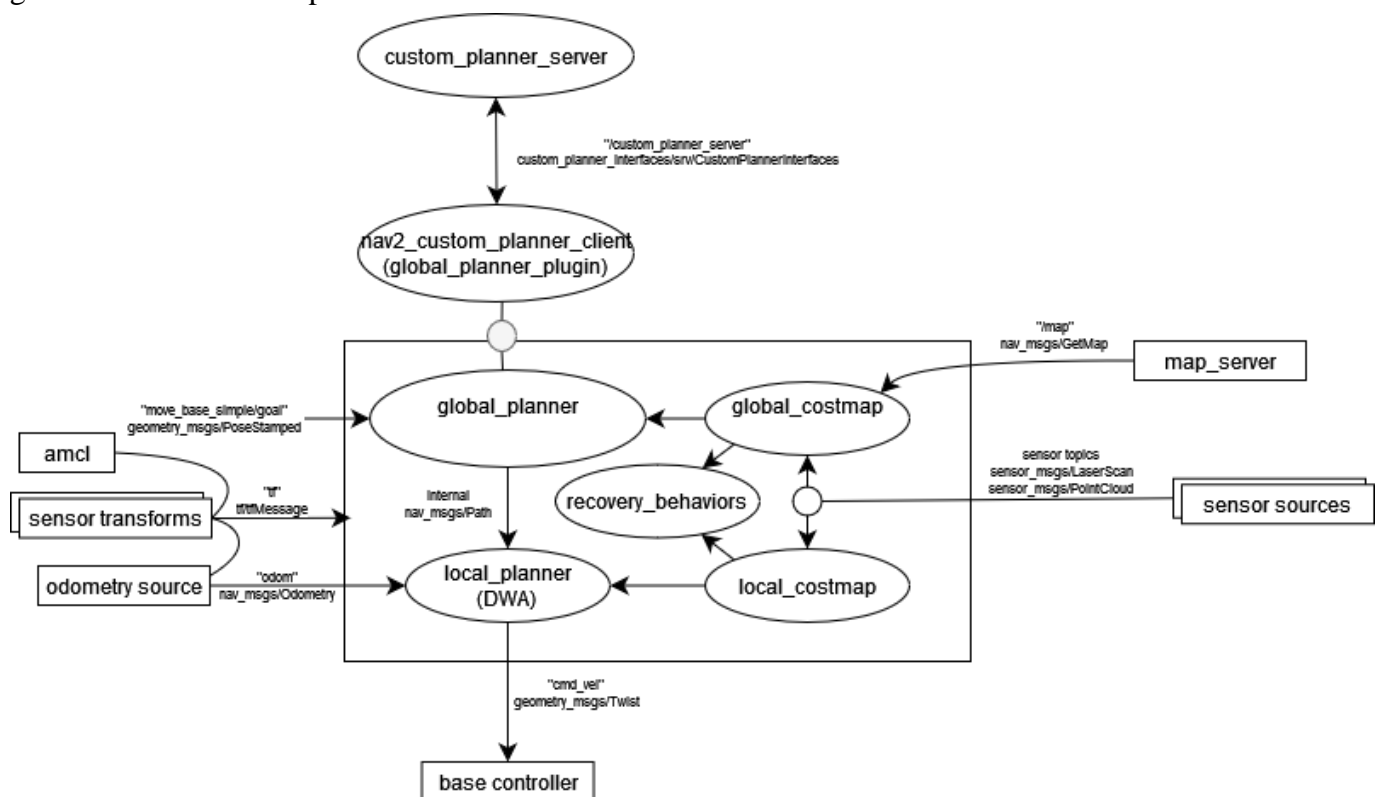 custom_planner_server
"/custom_planner_server"
custom_planner_interfaces/srv/CustomPlannerInterfaces
nav2_custom_planner_client
(global_planner_plugin)
"/map"
nav_msgs/GetMap
map_server
"move_base_simple/goal"
geometry_msgs/PoseStamped
global_planner
global_costmap
amcl
sensor topics
sensor_msgs/LaserScan
sensor_msgs/PointCloud
"tf"
tf/tfMessage
sensor transforms
internal
nav_msgs/Path
recovery_behaviors
sensor sources
odometry source
"odom"
nav_msgs/Odometry
local_planner
(DWA)
local_costmap
"cmd_vel"
geometry_msgs/Twist
base controller